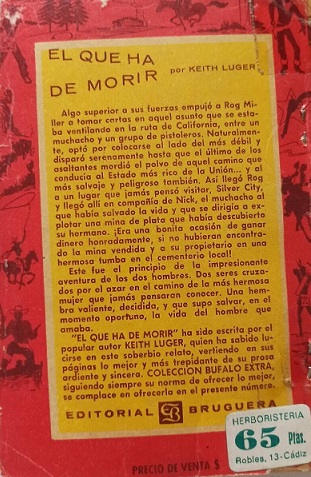 EL QUE HA
DE MORIR por KEITH LUGER
Algo superior a sus fuerzas empujó a Rog Mi-
ller a tomar cartas en aquel asunto que se esta-
ba ventilando en la ruta de California, entre un
muchacho y un grupo de pistoleros. Naturalmen-
te, optó por colocarse al lado del más débil y
disparó serenamente hasta que el último de los
asaltantes mordió el polvo de aquel camino que
conducía al Estado más rico de la Unión... y el
más salvaje y peligroso también. Así llegó Rog
a un lugar que jamás pensó visitar, Silver City,
y llegó allí en compañía de Nick, el muchacho al
que había salvado la vida y que se dirigía a ex-
plotar una mina de plata que había descubierto
su hermano. ¡Era una bonita ocasión de ganar
dinero honradamente, si no hubieran encontra-
do la mina vendida y a su propietario en una
hermosa tumba en el cementerio local!
Este fue el principio de la impresionante
aventura de los dos hombres. Dos seres cruza-
dos por el azar en el camino de la más hermosa
mujer que jamás pensaran conocer. Una hem-
bra valiente, decidida, y que supo salvar, en el
momento oportuno, la vida del hombre que
amaba.
"EL QUE HA DE MORIR" ha sido escrita por el
popular autor KEITH LUGER, quien ha sabido lu-
cirse en este soberbio relato, vertiendo en sus
páginas lo mejor y más trepidante de su prosa
ardiente y sincera. COLECCION BUFALO EXTRA,
siguiendo siempre su norma de ofrecer lo mejor,
se complace en ofrecerla en el presente número.
EDITORIAL B BRUGUERA
HERBORISTERIA
65 Ptas.
Robles, 13-Cádiz
PRECIO DE VENTA $